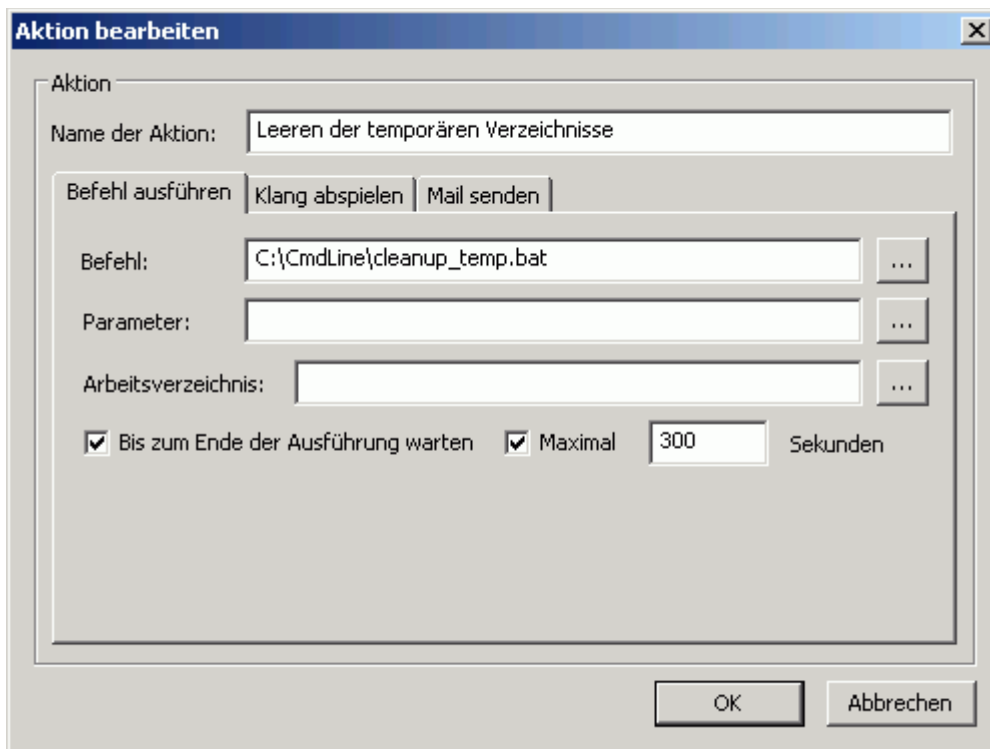 Aktion bearbeiten
Aktion
Name der Aktion: Leeren der temporären Verzeichnisse
Befehl ausführen Klang abspielen Mail senden
Befehl: C:\CmdLine\cleanup_temp.bat ...
Parameter: ...
Arbeitsverzeichnis: ...
Bis zum Ende der Ausführung warten Maximal 300 Sekunden
OK Abbrechen